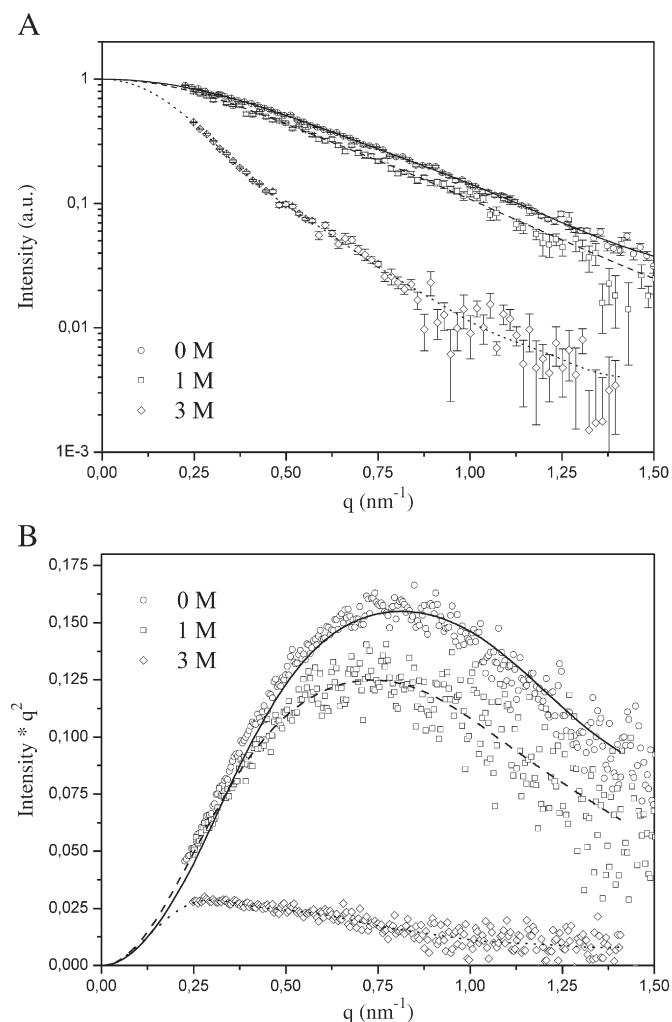 A
Intensity (a.u.)
1
0,1
0,01
1E-3
0 M
1 M
3 M
0,00 0,25 0,50 0,75 1,00 1,25 1,50
q (nm⁻¹)
B
Intensity * q²
0,175
0,150
0,125
0,100
0,075
0,050
0,025
0,000
0 M
1 M
3 M
0,00 0,25 0,50 0,75 1,00 1,25 1,50
q (nm⁻¹)